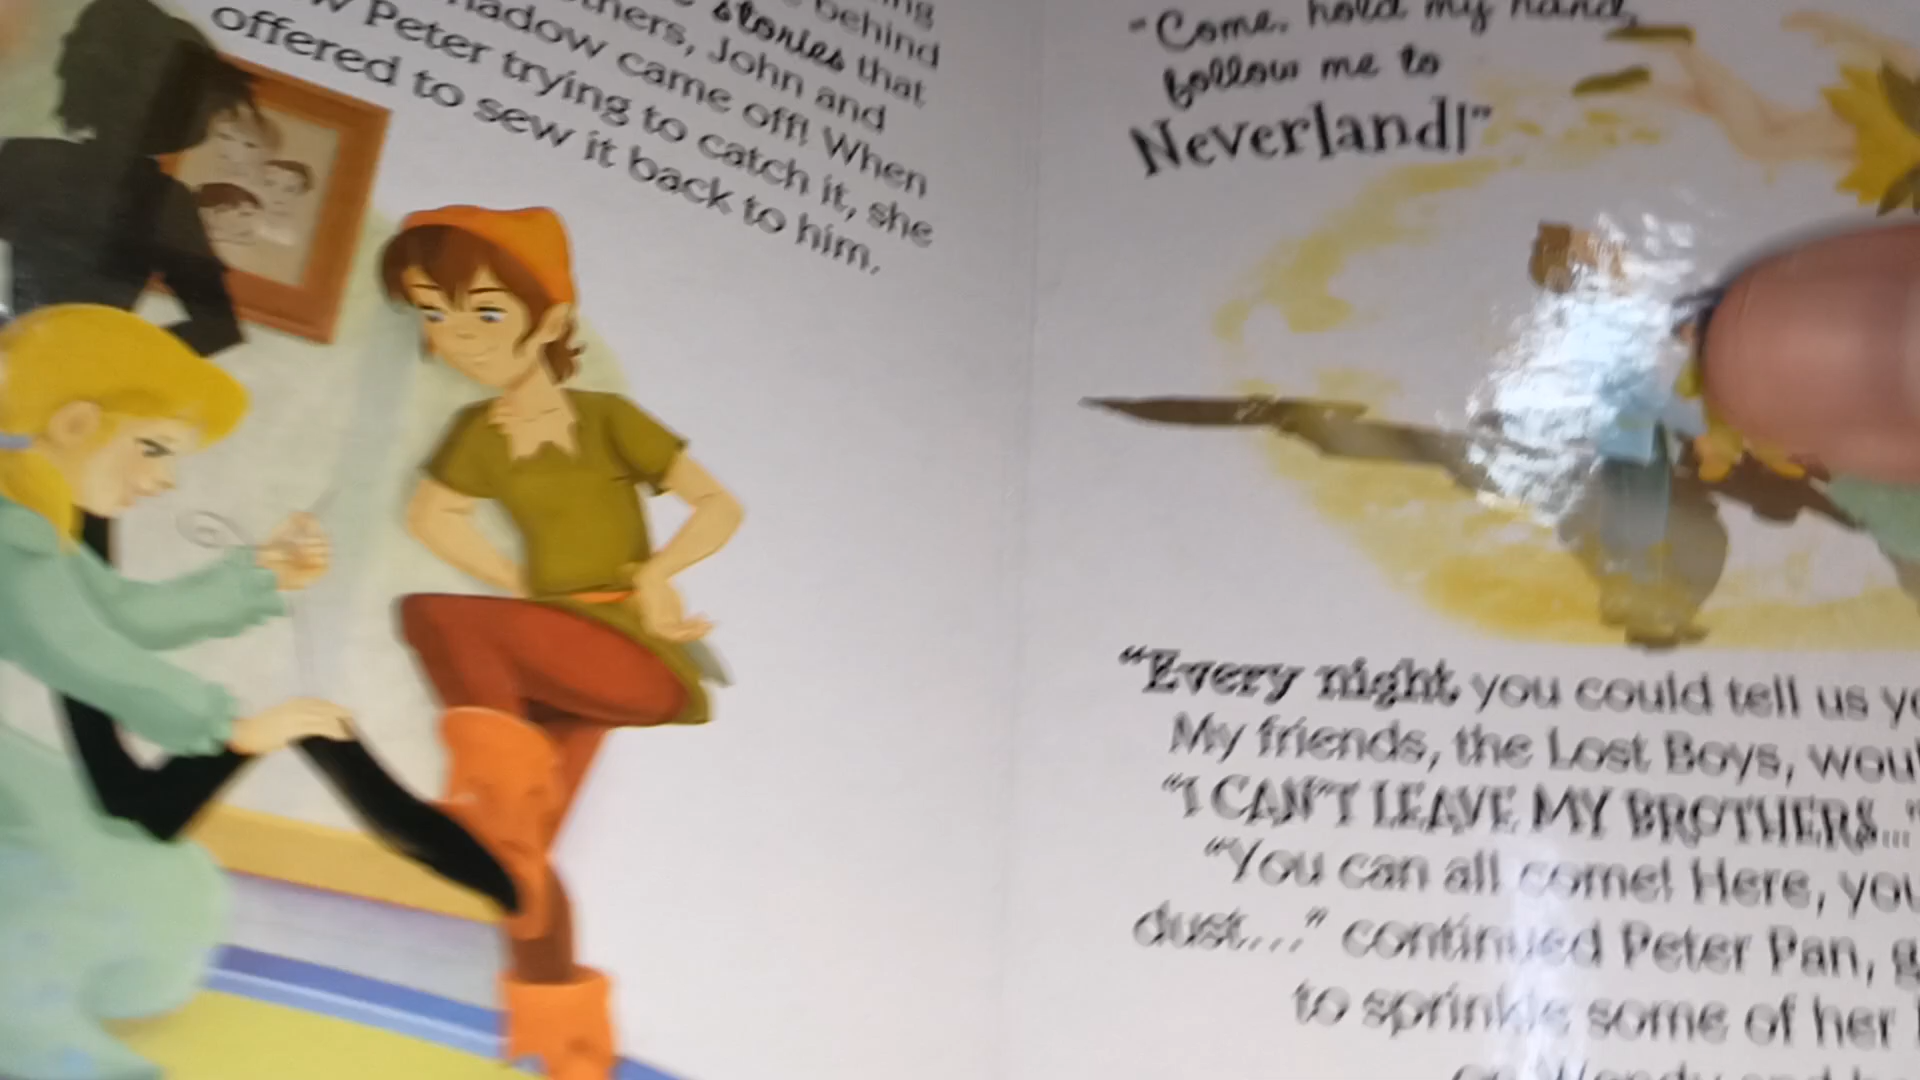 behind
stories that
thers, John and
hadow came off! When
w Peter trying to catch it, she
offered to sew it back to him.
"Come, hold my hand,
follow me to
Neverland!"
"Every night you could tell us
My friends, the Lost Boys,
"I CAN'T LEAVE MY BROTHERS..."
"You can all come! Here,
dust...." continued Peter Pan,
to sprinkle some of her